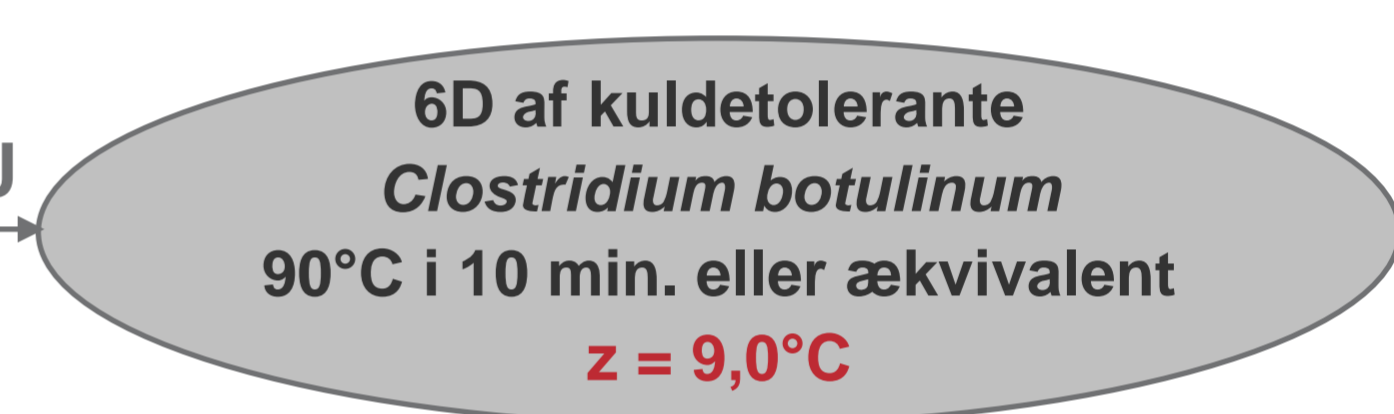 6D af kuldetolerante
Clostridium botulinum
90°C i 10 min. eller ækvivalent
z = 9,0°C